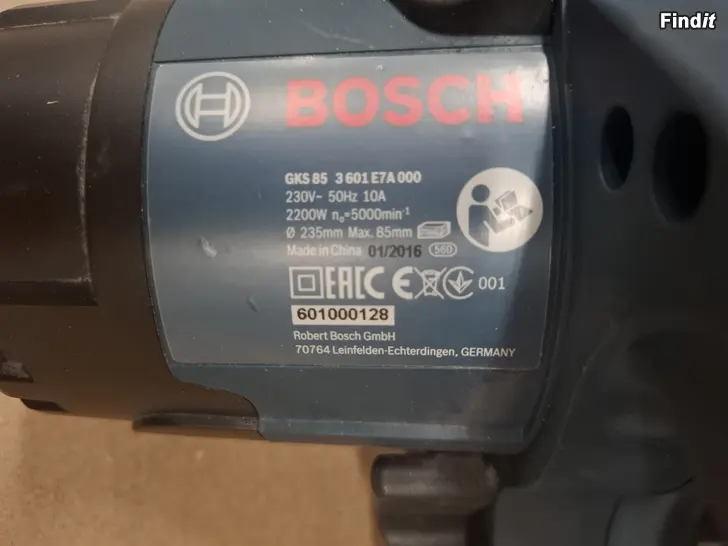 Findit
BOSCH
GKS 85 3 601 E7A 000
230V~ 50Hz 10A
2200W n₀=5000min⁻¹
Ø 235mm Max. 85mm
Made in China 01/2016 560
EAC CE 001
601000128
Robert Bosch GmbH
70764 Leinfelden-Echterdingen, GERMANY